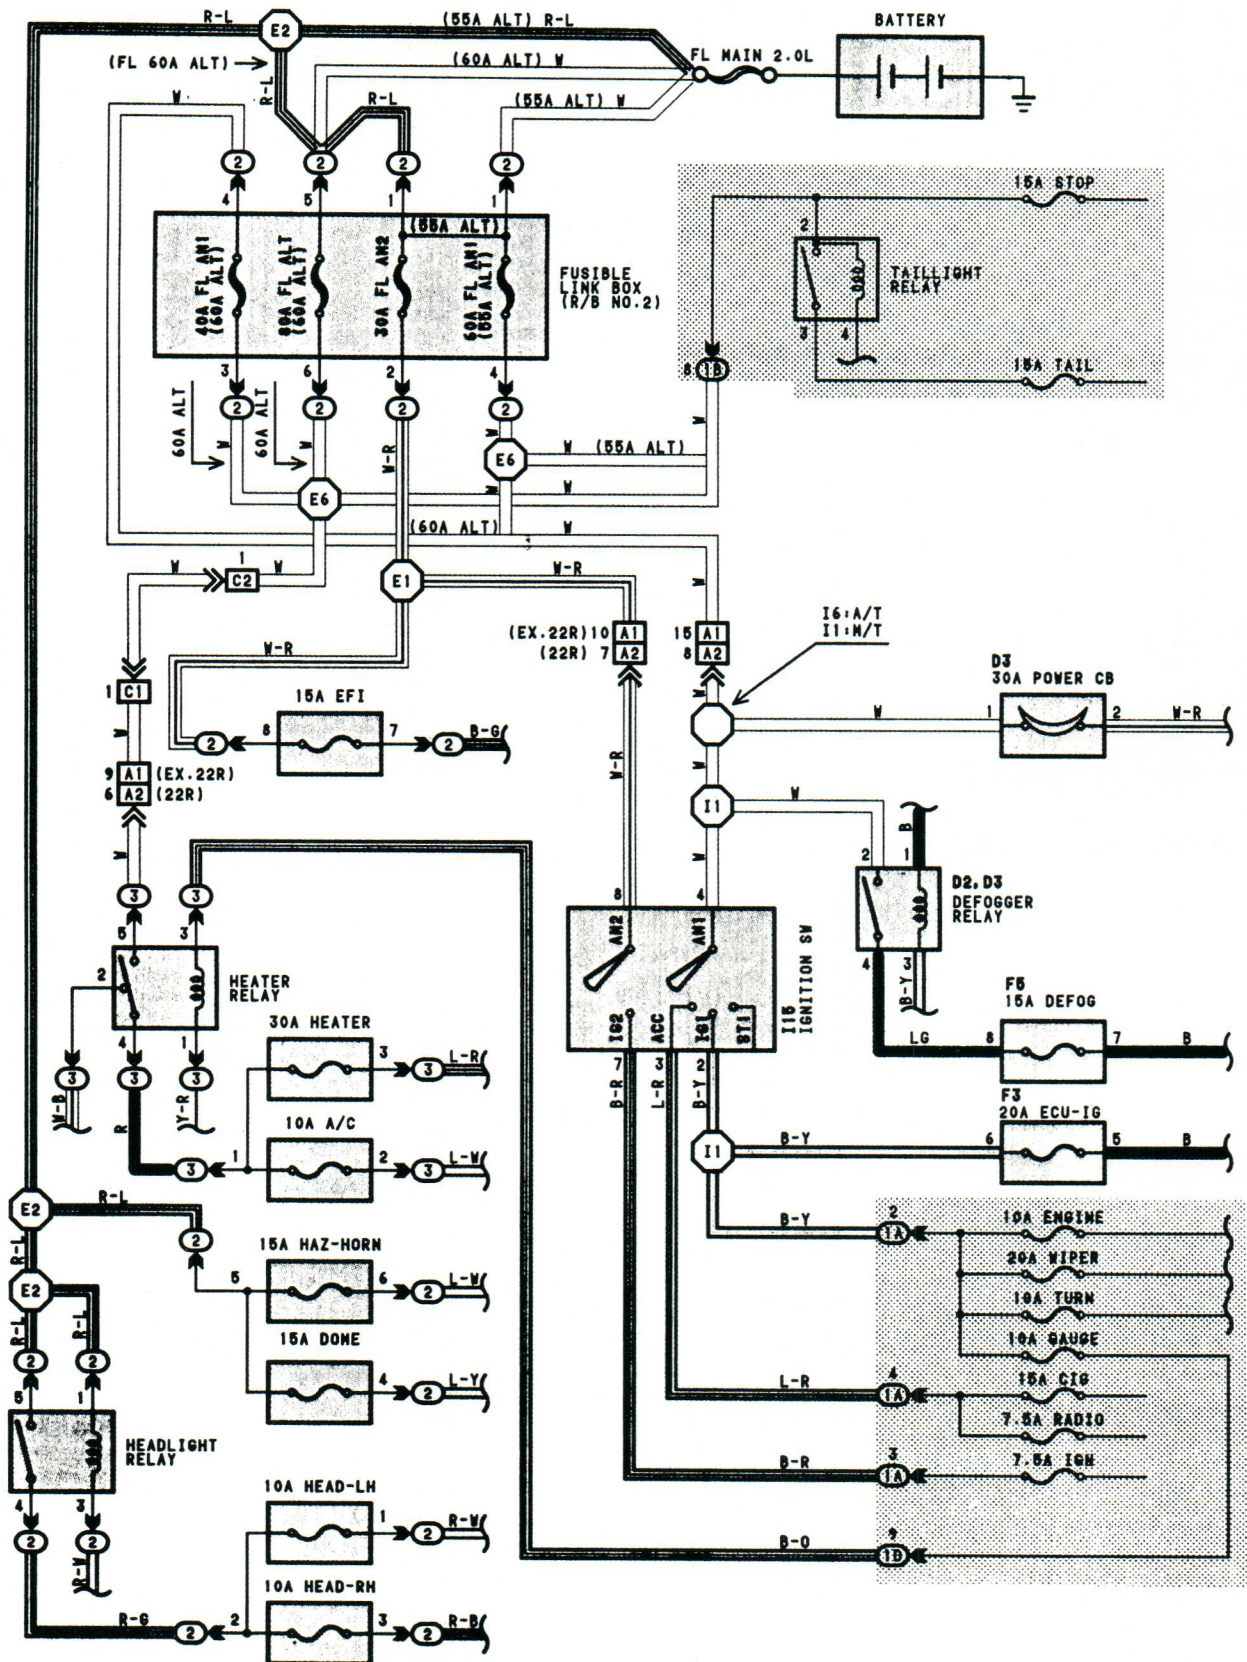 R-L
E2
(55A ALT) R-L
BATTERY
(FL 60A ALT)
(60A ALT) W
FL MAIN 2.0L
R-L
R-L
W
(55A ALT) W
2
2
2
2
4
5
1
1
(55A ALT)
40A FL AM1
(60A ALT)
80A FL ALT
(60A ALT)
30A FL AM2
60A FL AM1
(55A ALT)
FUSIBLE
LINK BOX
(R/B NO.2)
15A STOP
2
TAILLIGHT
RELAY
3
4
15A TAIL
8
1B
3
6
2
4
2
2
2
2
60A ALT
W
60A ALT
W
W-R
W
E6
W
(55A ALT)
W
W
E6
W
(60A ALT)
W
W
1
C2
W
E1
W-R
W
I6:A/T
I1:M/T
(EX.22R)
10
A1
(22R)
7
A2
15
A1
8
A2
W-R
1
C1
15A EFI
W
D3
30A POWER CB
W
1
2
W-R
2
8
7
2
B-G
W
9
A1
(EX.22R)
6
A2
(22R)
W-R
W
I1
W
B
W
W
2
1
3
3
8
4
D2,D3
DEFOGGER
RELAY
5
3
AM2
AM1
I15
IGNITION SW
4
3
2
HEATER
RELAY
B-Y
F5
15A DEFOG
IG2
ACC
IG1
ST1
4
1
30A HEATER
LG
8
7
B
3
3
3
3
3
L-R
7
3
2
F3
20A ECU-IG
W-B
R
Y-R
B-R
L-R
B-Y
10A A/C
I1
B-Y
6
5
B
3
1
2
3
L-W
R-L
E2
2
B-Y
2
1A
10A ENGINE
R-L
15A HAZ-HORN
20A WIPER
E2
5
6
2
L-W
10A TURN
R-L
R-L
15A DOME
10A GAUGE
2
2
4
2
L-Y
L-R
4
1A
15A CIG
5
1
7.5A RADIO
HEADLIGHT
RELAY
B-R
3
1A
7.5A IGN
4
3
10A HEAD-LH
2
2
1
2
R-W
R-W
B-O
9
1D
10A HEAD-RH
R-G
2
2
3
2
R-B